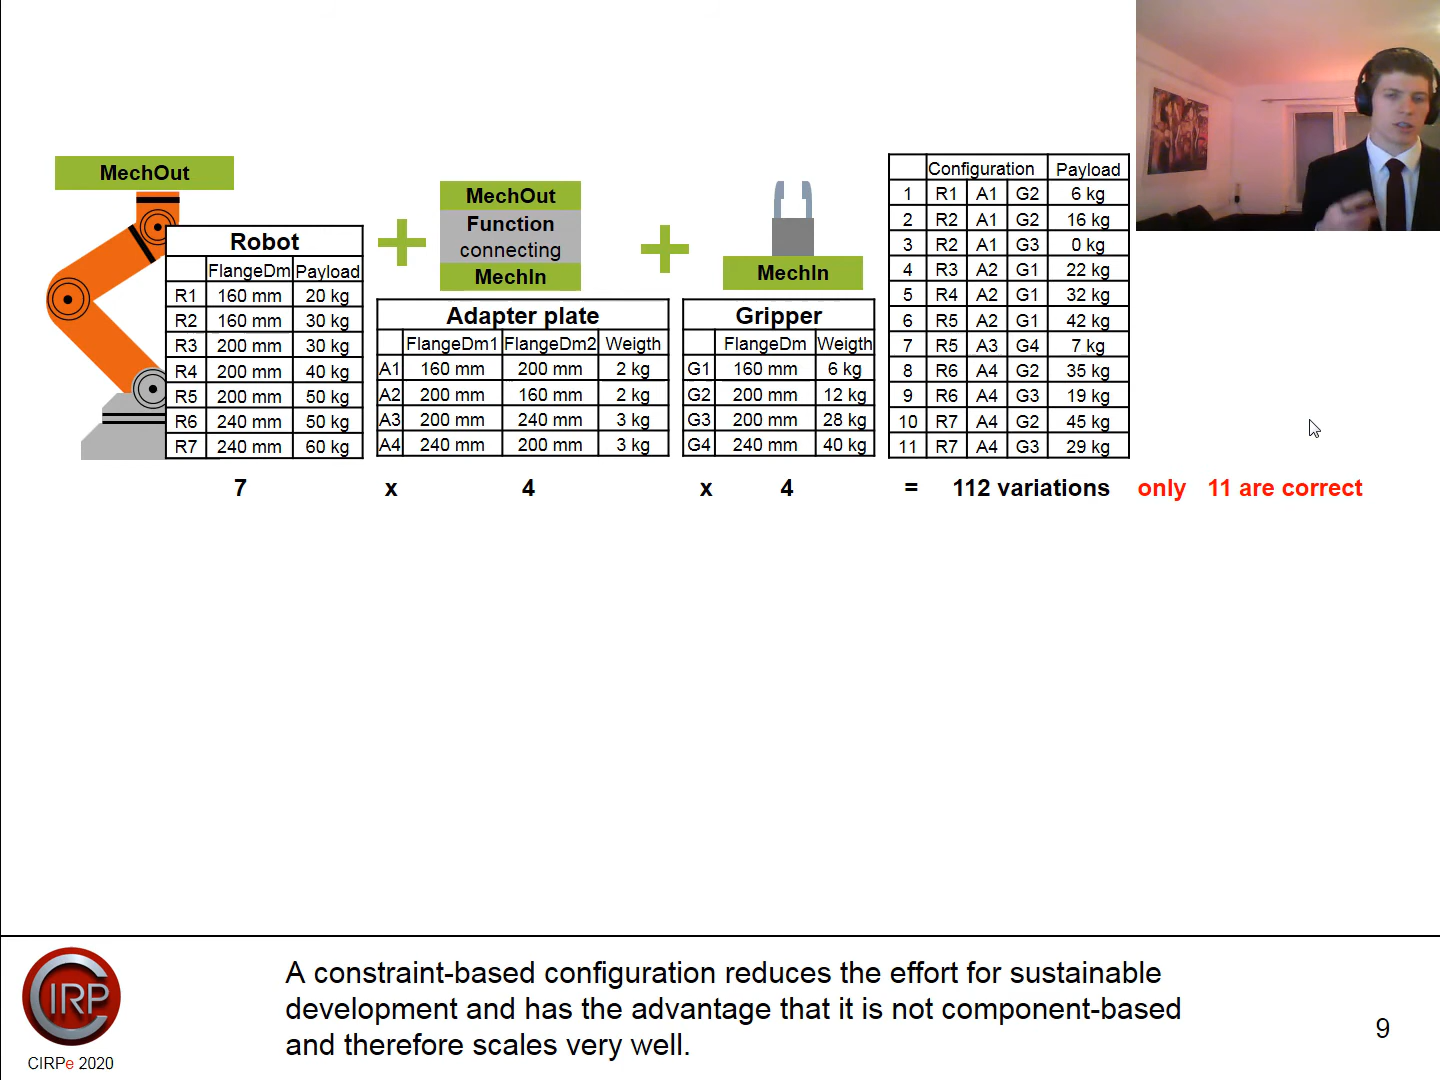 MechOut
Robot
FlangeDm Payload
R1 160 mm 20 kg
R2 160 mm 30 kg
R3 200 mm 30 kg
R4 200 mm 40 kg
R5 200 mm 50 kg
R6 240 mm 50 kg
R7 240 mm 60 kg
MechOut
Function
connecting
MechIn
Adapter plate
FlangeDm1 FlangeDm2 Weigth
A1 160 mm 200 mm 2 kg
A2 200 mm 160 mm 2 kg
A3 200 mm 240 mm 3 kg
A4 240 mm 200 mm 3 kg
MechIn
Gripper
FlangeDm Weigth
G1 160 mm 6 kg
G2 200 mm 12 kg
G3 200 mm 28 kg
G4 240 mm 40 kg
Configuration Payload
1 R1 A1 G2 6 kg
2 R2 A1 G2 16 kg
3 R2 A1 G3 0 kg
4 R3 A2 G1 22 kg
5 R4 A2 G1 32 kg
6 R5 A2 G1 42 kg
7 R5 A3 G4 7 kg
8 R6 A4 G2 35 kg
9 R6 A4 G3 19 kg
10 R7 A4 G2 45 kg
11 R7 A4 G3 29 kg
7 x 4 x 4 = 112 variations only 11 are correct
CIRP
CIRPe 2020
A constraint-based configuration reduces the effort for sustainable
development and has the advantage that it is not component-based
and therefore scales very well.
9